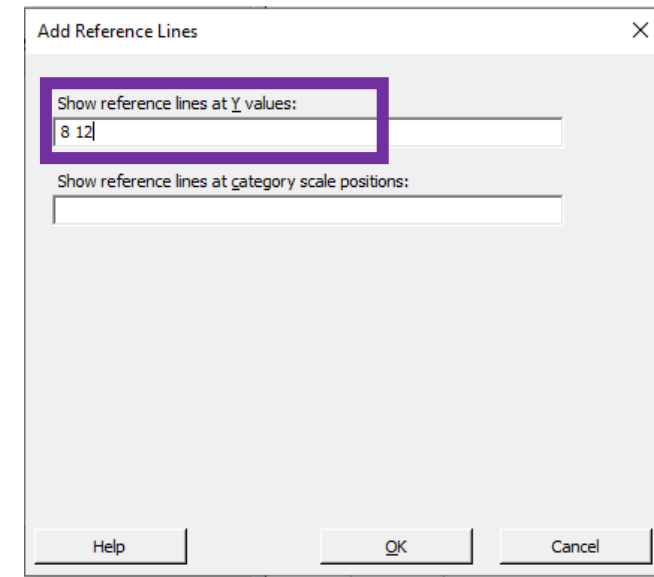 Add Reference Lines
Show reference lines at Y values:
8 12
Show reference lines at category scale positions:
Help OK Cancel